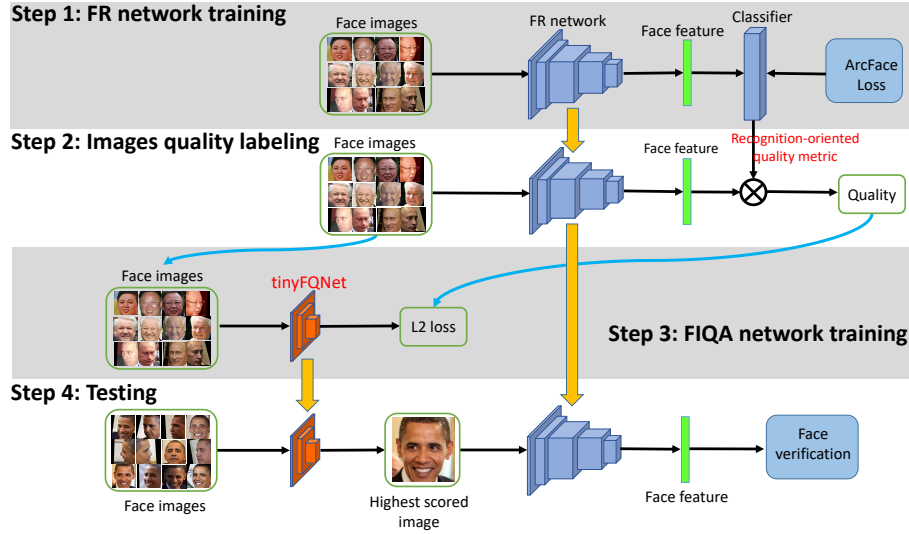 Step 1: FR network training
Face images
FR network
Face feature
Classifier
ArcFace
Loss
Step 2: Images quality labeling
Face images
Face feature
Recognition-oriented
quality metric
Quality
Face images
tinyFQNet
L2 loss
Step 3: FIQA network training
Step 4: Testing
Face images
Highest scored
image
Face feature
Face
verification